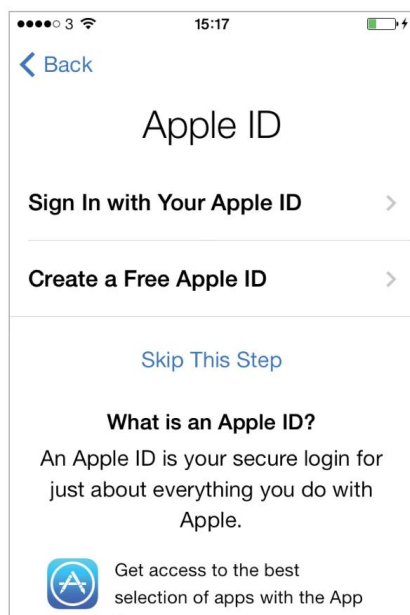 3 15:17
Back
Apple ID
Sign In with Your Apple ID
Create a Free Apple ID
Skip This Step
What is an Apple ID?
An Apple ID is your secure login for
just about everything you do with
Apple.
Get access to the best
selection of apps with the App